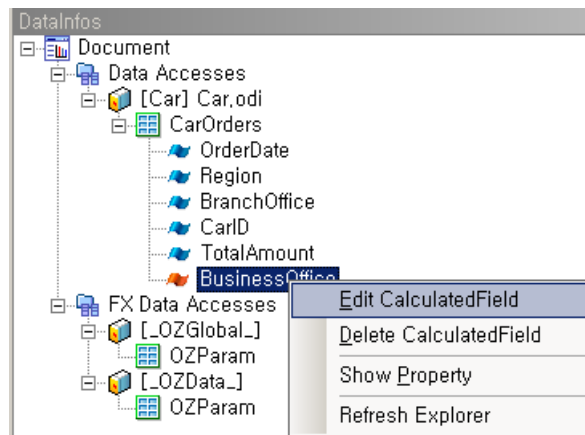 DataInfos
Document
Data Accesses
[Car] Car.odi
CarOrders
OrderDate
Region
BranchOffice
CarID
TotalAmount
BusinessOffice
Edit CalculatedField
FX Data Accesses
Delete CalculatedField
[_OZGlobal_]
OZParam
Show Property
[_OZData_]
OZParam
Refresh Explorer